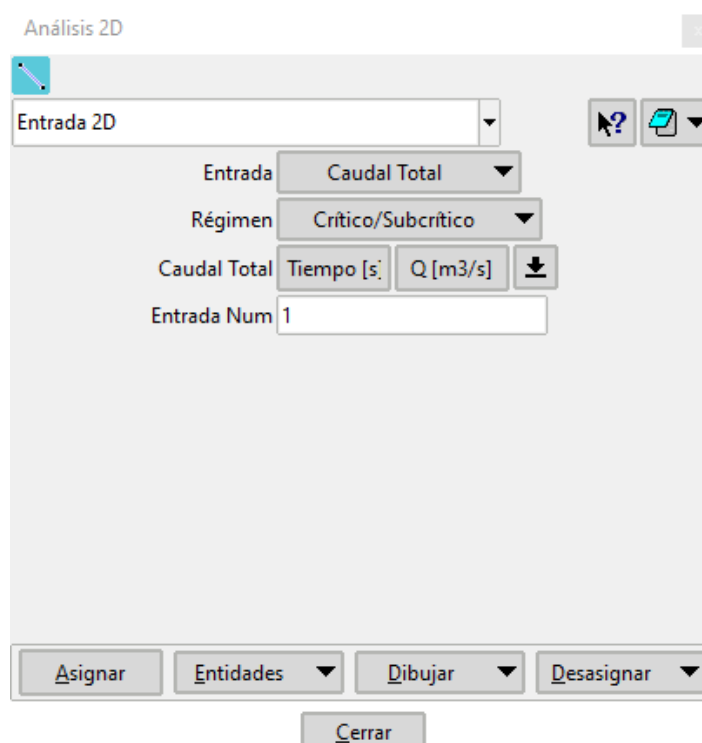 Análisis 2D
Entrada 2D
Entrada Caudal Total
Régimen Crítico/Subcrítico
Caudal Total Tiempo [s] Q [m3/s]
Entrada Num 1
Asignar Entidades Dibujar Desasignar
Cerrar